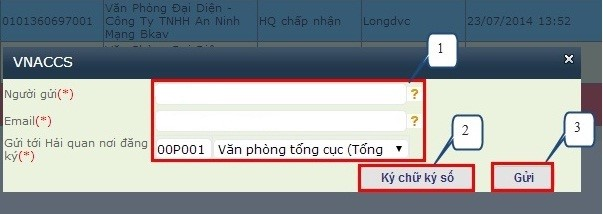 0101360697001
Văn Phòng Đại Diện -
Công Ty TNHH An Ninh
Mạng Bkav
HQ chấp nhận
Longdvc
23/07/2014 13:52
1
VNACCS
Người gửi(*)
?
Email(*)
?
Gửi tới Hải quan nơi đăng
ký(*)
00P001
Văn phòng tổng cục (Tổng
2
3
Ký chữ ký số
Gửi